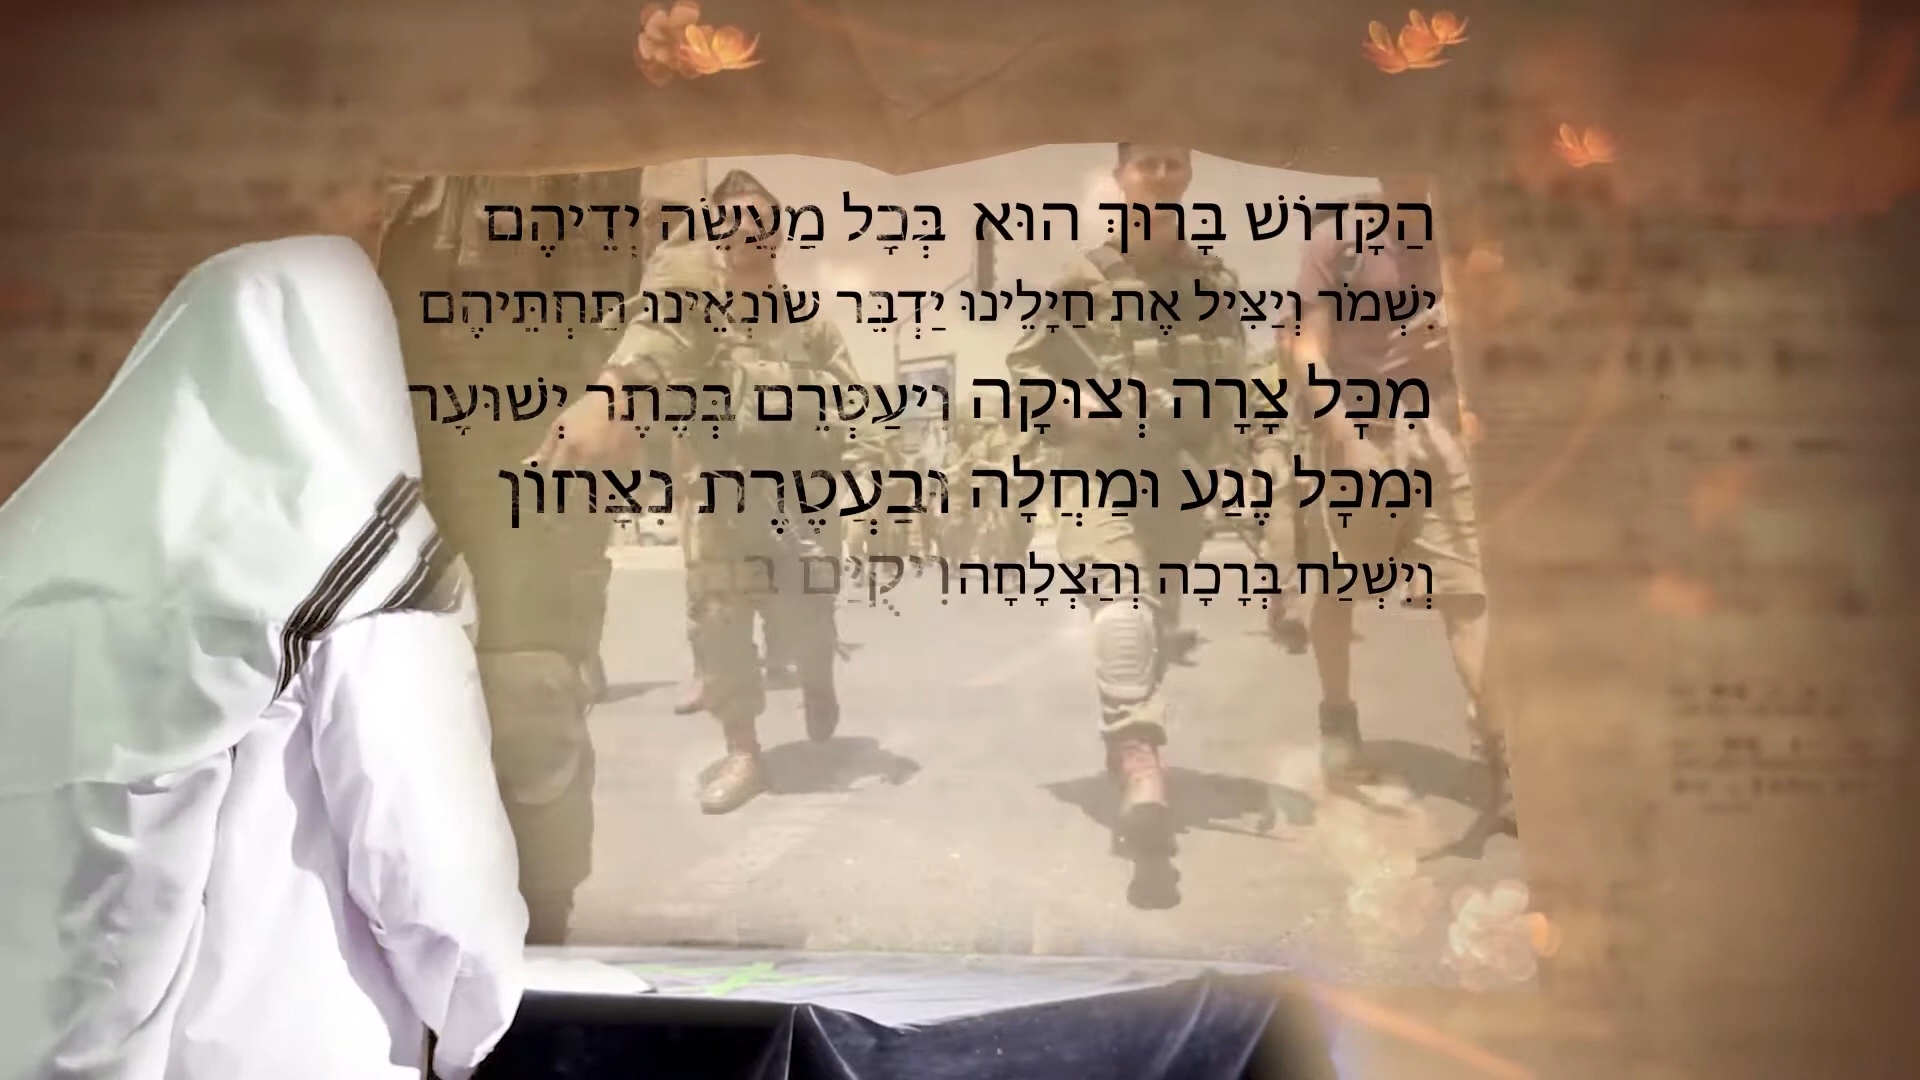 הַקָּדוֹשׁ בָּרוּךְ הוּא בְּכָל מַעֲשֵׂה יְדֵיהֶם
יִשְׁמֹר וְיַצִּיל אֶת חַיָלֵינוּ יַדְבֵּר שׂוֹנְאֵינוּ תַּחְתֵּיהֶם
מִכָּל צָרָה וְצוּקָה וִיעַטְּרֵם בְּכֶתֶר יְשׁוּעָ
וּמִכָּל נֶגַע וּמַחֲלָה וּבַעֲטֶרֶת נִצָּחוֹן
וְיִשְׁלַח בְּרָכָה וְהַצְלָחָה וִיקֻיַּם ב